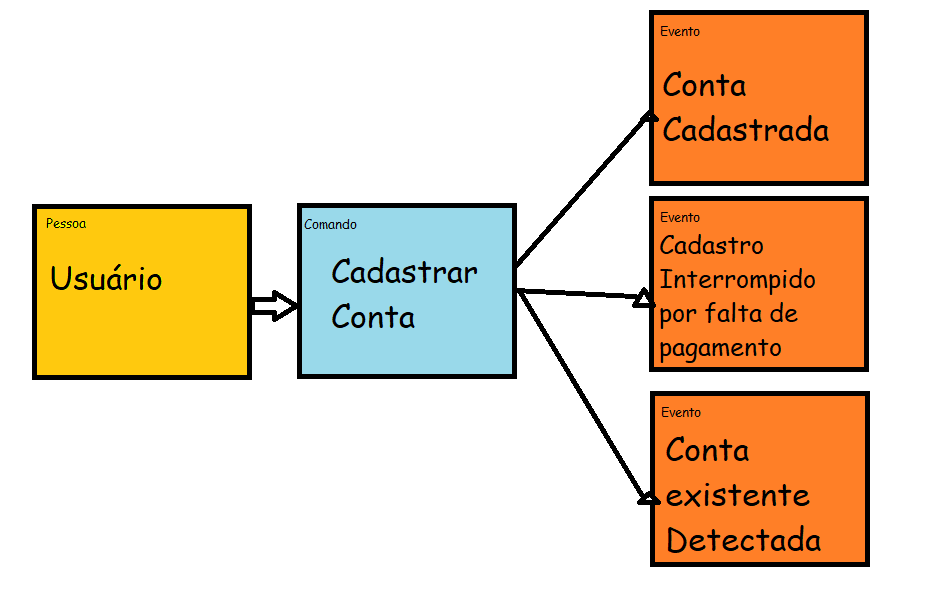 Pessoa
Usuário
Comando
Cadastrar
Conta
Evento
Conta
Cadastrada
Evento
Cadastro
Interrompido
por falta de
pagamento
Evento
Conta
existente
Detectada